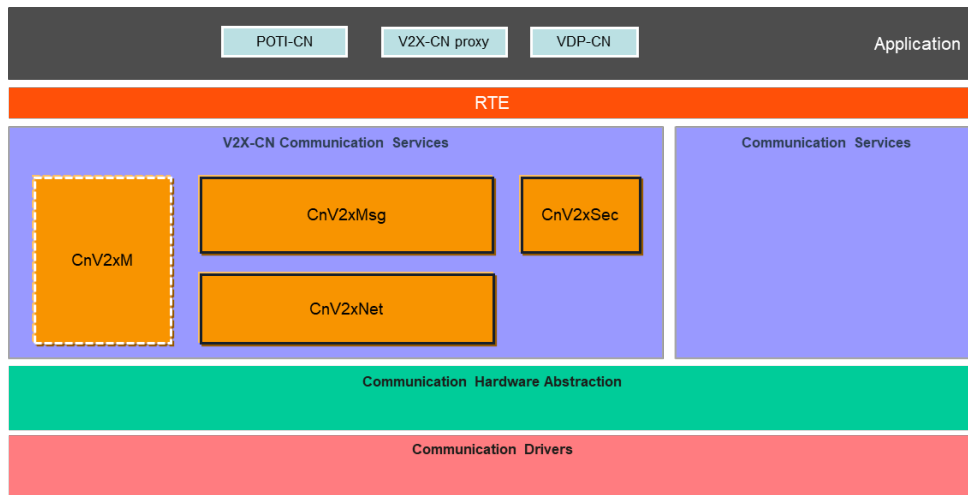 POTI-CN
V2X-CN proxy
VDP-CN
Application
RTE
V2X-CN Communication Services
Communication Services
CnV2xM
CnV2xMsg
CnV2xSec
CnV2xNet
Communication Hardware Abstraction
Communication Drivers